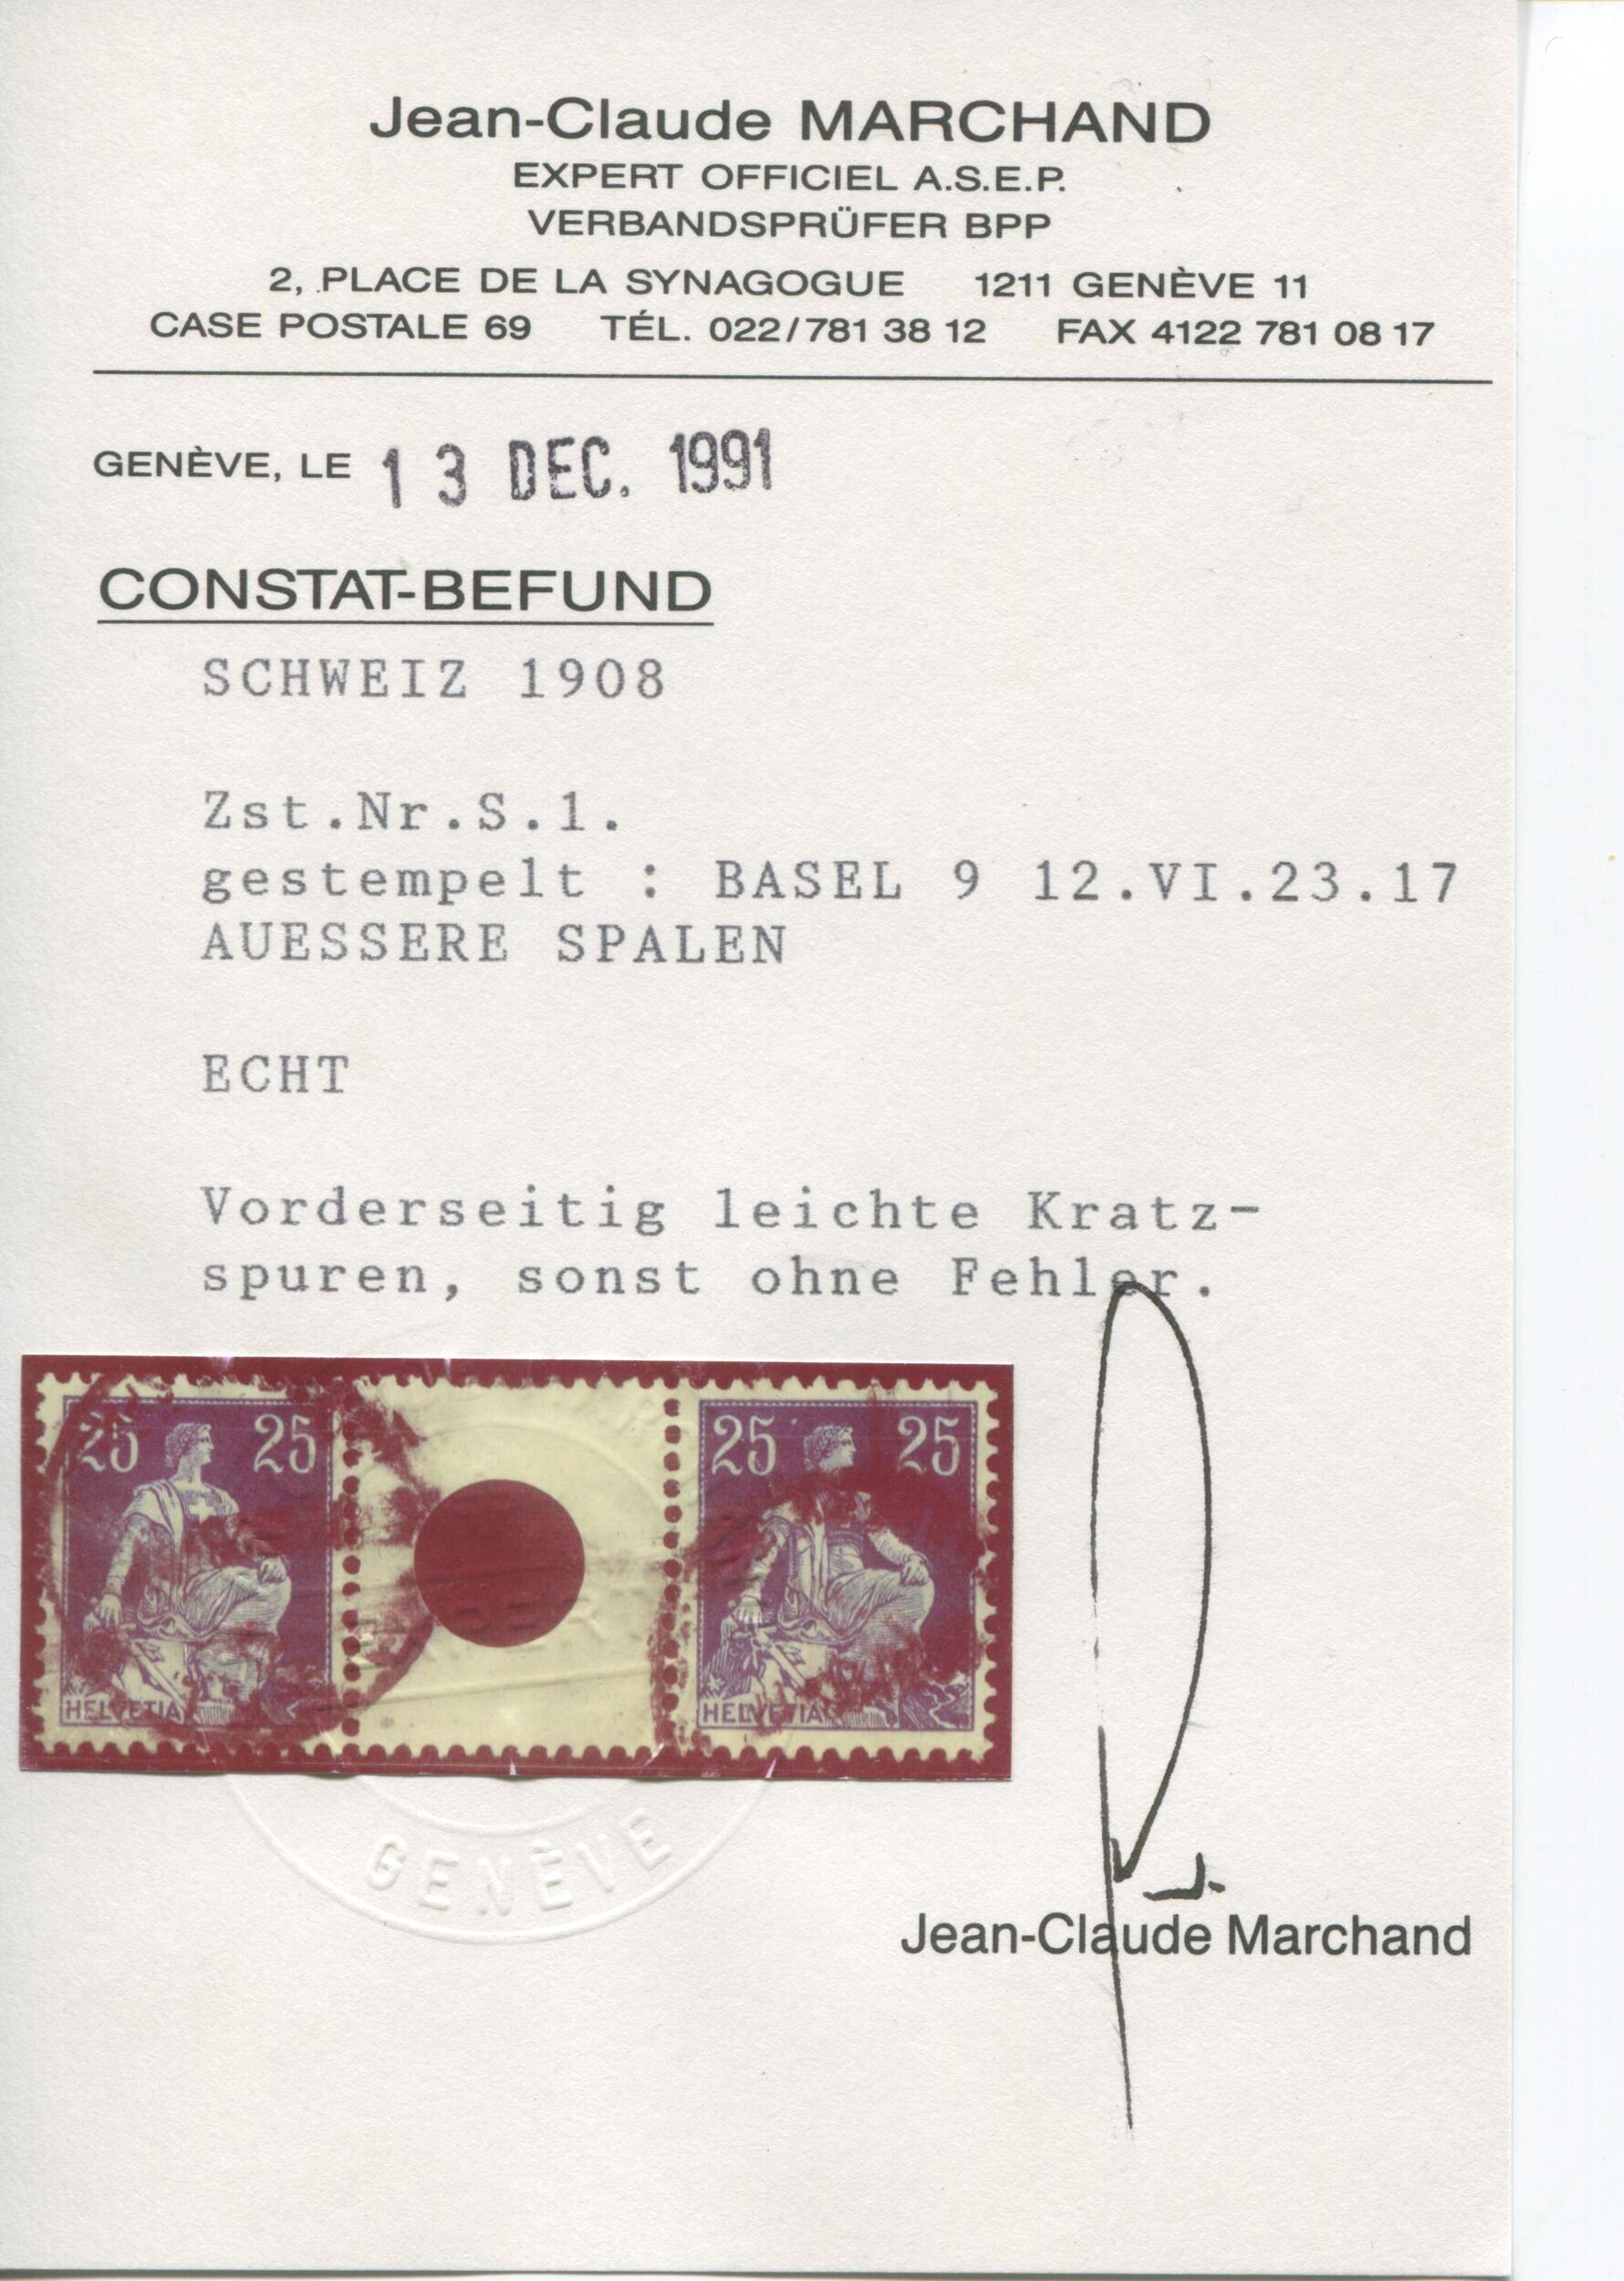 Jean-Claude MARCHAND
EXPERT OFFICIEL A.S.E.P.
VERBANDSPRÜFER BPP
2, PLACE DE LA SYNAGOGUE 1211 GENÈVE 11
CASE POSTALE 69 TÉL. 022/781 38 12 FAX 4122 781 08 17
GENÈVE, LE 13 DEC. 1991
CONSTAT-BEFUND
SCHWEIZ 1908
Zst.Nr.S.1.
gestempelt : BASEL 9 12.VI.23.17
AUESSERE SPALEN
ECHT
Vorderseitig leichte Kratz-
spuren, sonst ohne Fehler.
25 25 25 25
HELVETIA HELVETIA
GENÈVE
Jean-Claude Marchand